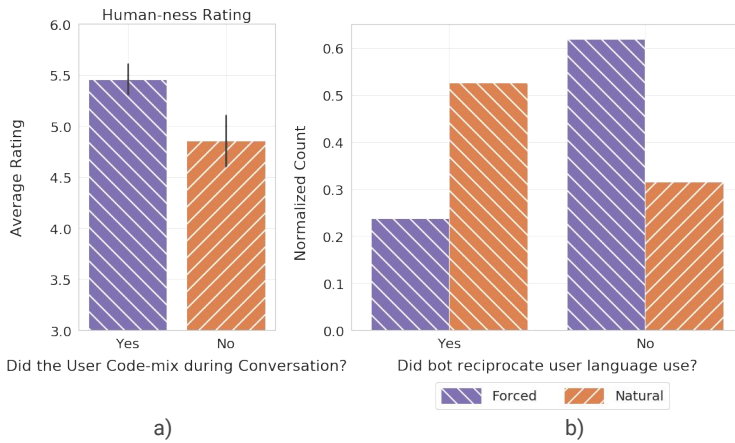 Human-ness Rating
6.0
5.5
5.0
4.5
4.0
3.5
3.0
Average Rating
Yes No
Did the User Code-mix during Conversation?
a)
0.6
0.5
0.4
0.3
0.2
0.1
0.0
Normalized Count
Yes No
Did bot reciprocate user language use?
Forced Natural
b)